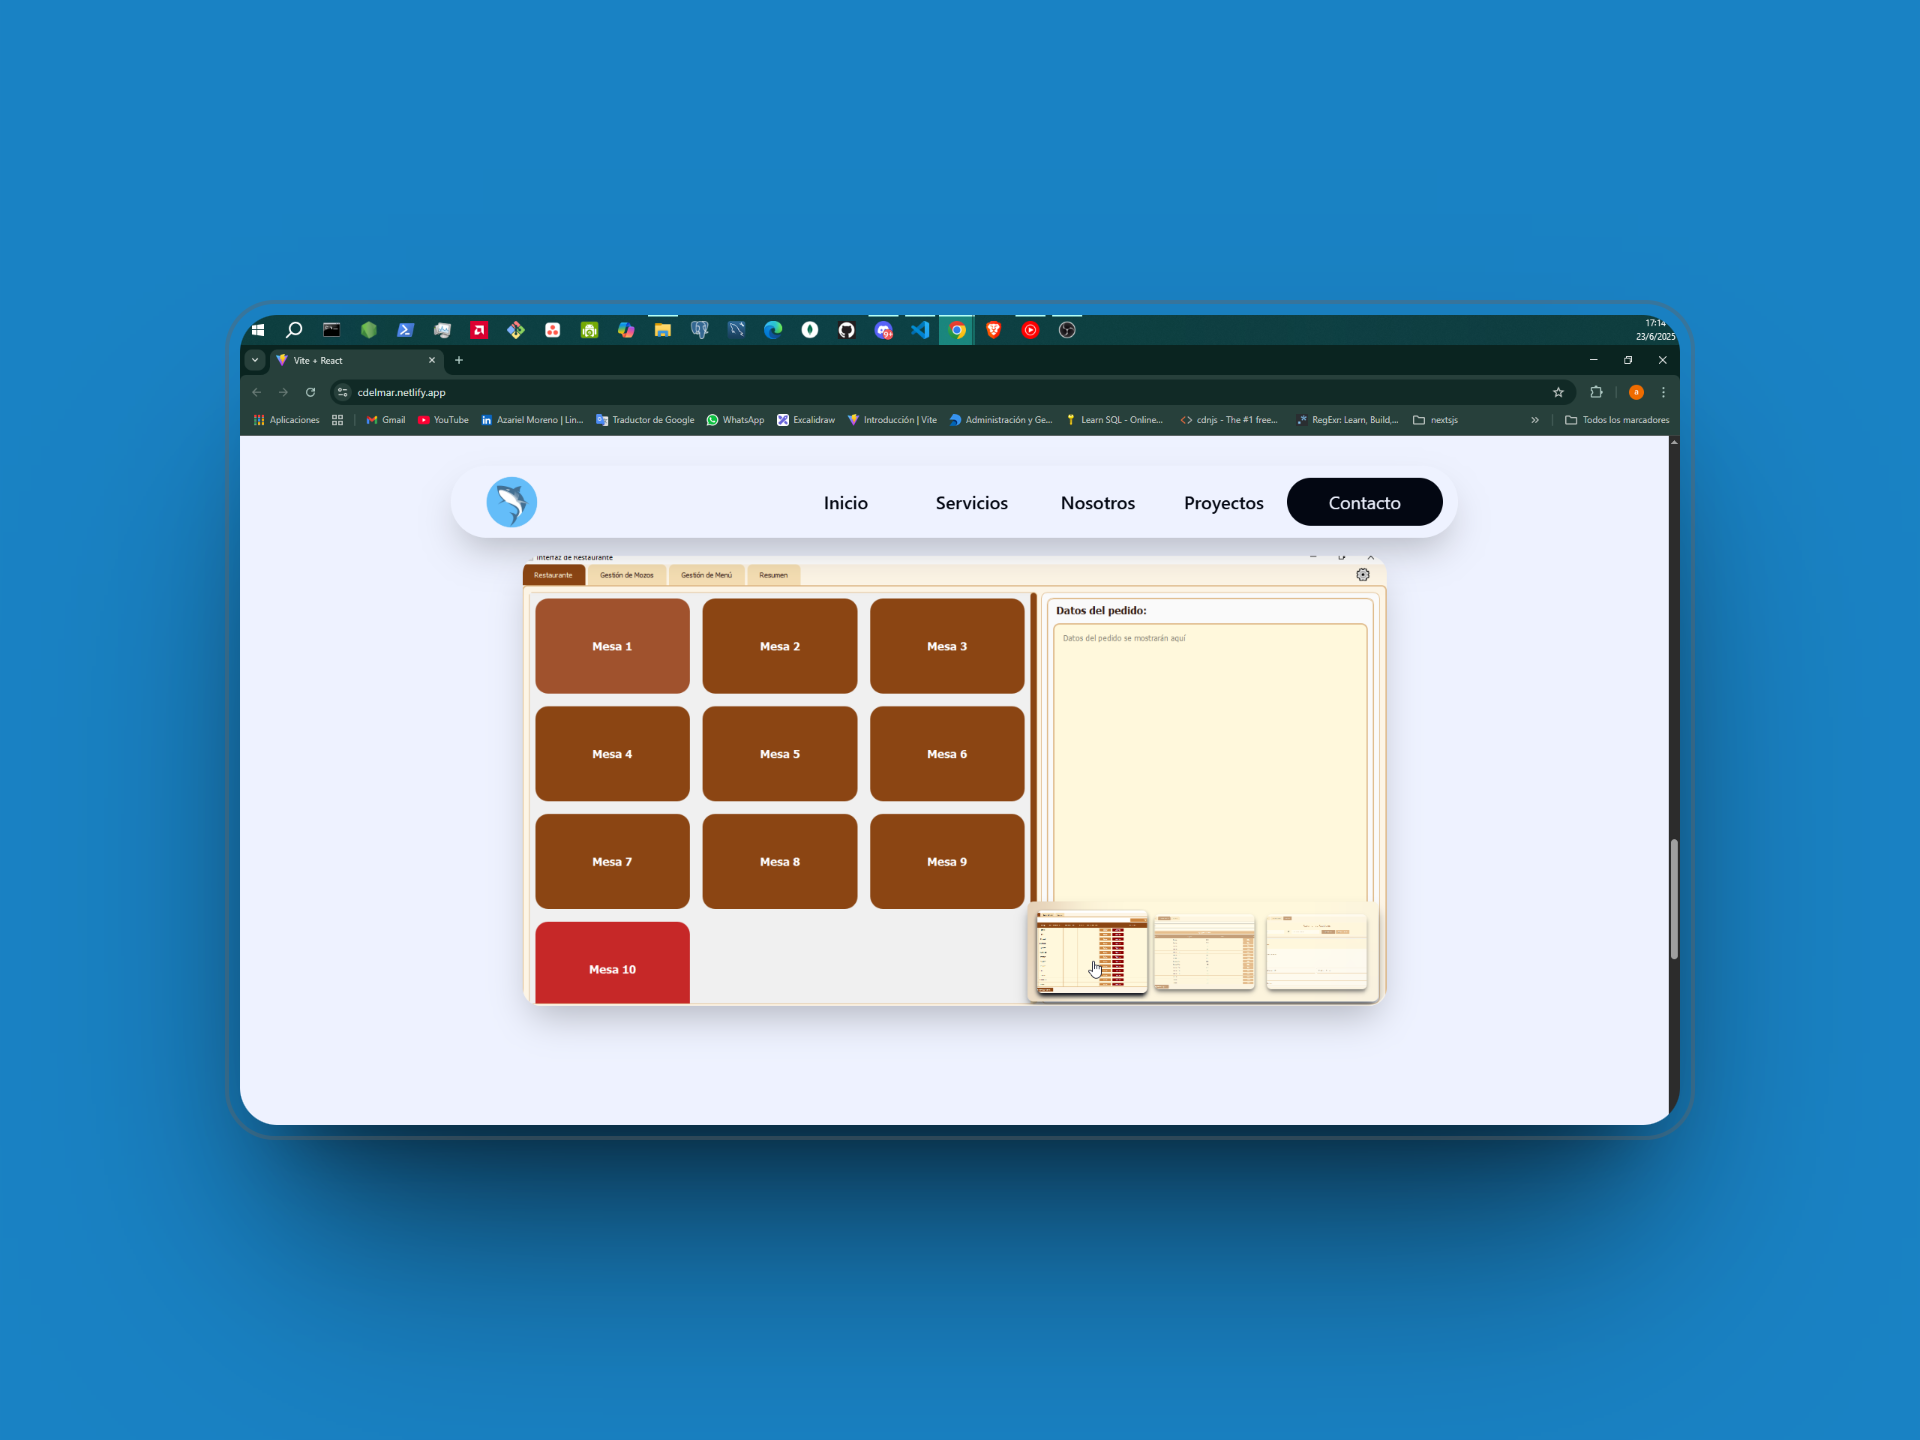 17:14
23/6/2025
Vite + React
cdelmar.netlify.app
Aplicaciones Gmail YouTube Azariel Moreno | Lin... Traductor de Google WhatsApp Excalidraw Introducción | Vite Administración y Ge... Learn SQL - Online... cdnjs - The #1 free... RegExr: Learn, Build,... nextsjs » Todos los marcadores
Inicio Servicios Nosotros Proyectos Contacto
Interfaz de Restaurante
Restaurante Gestión de Mozos Gestión de Menú Resumen
Datos del pedido:
Datos del pedido se mostrarán aquí
Mesa 1 Mesa 2 Mesa 3
Mesa 4 Mesa 5 Mesa 6
Mesa 7 Mesa 8 Mesa 9
Mesa 10